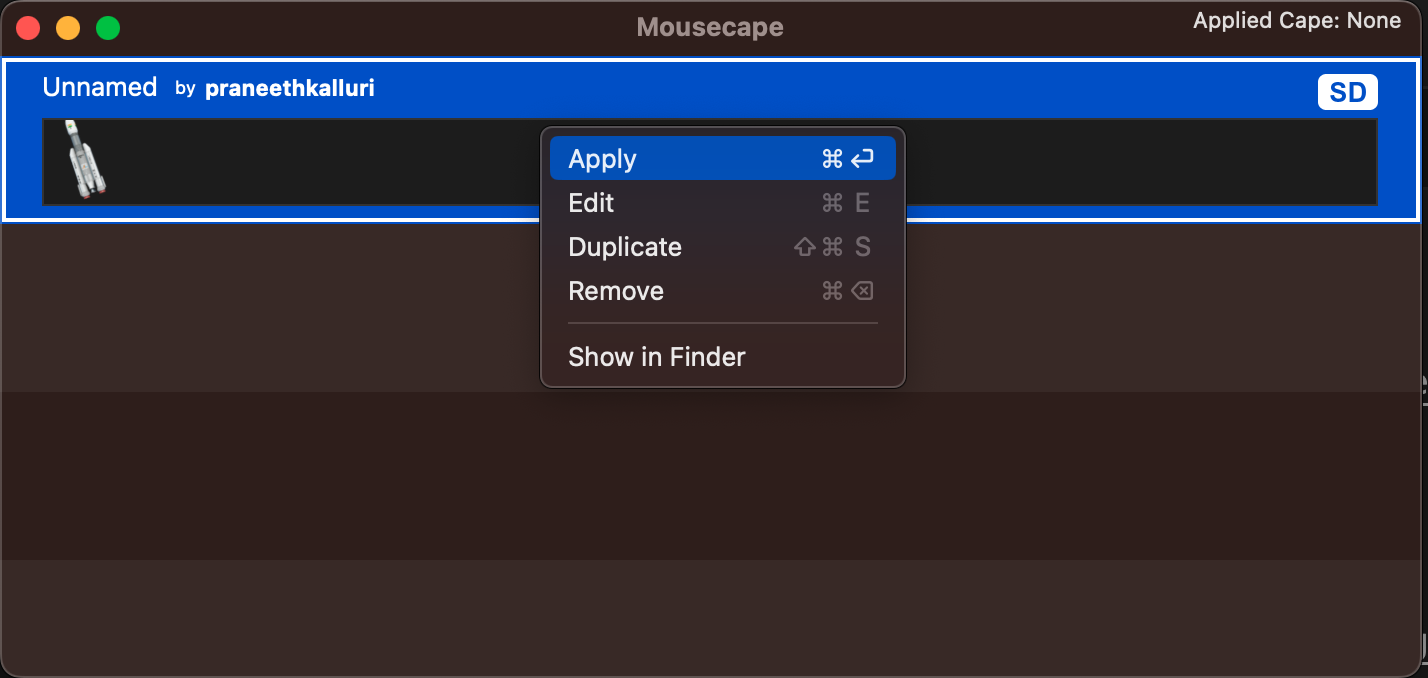 Mousecape
Applied Cape: None
Unnamed by praneethkalluri
SD
Apply ⌘ ↩
Edit ⌘ E
Duplicate ⇧ ⌘ S
Remove ⌘ ⌫
Show in Finder